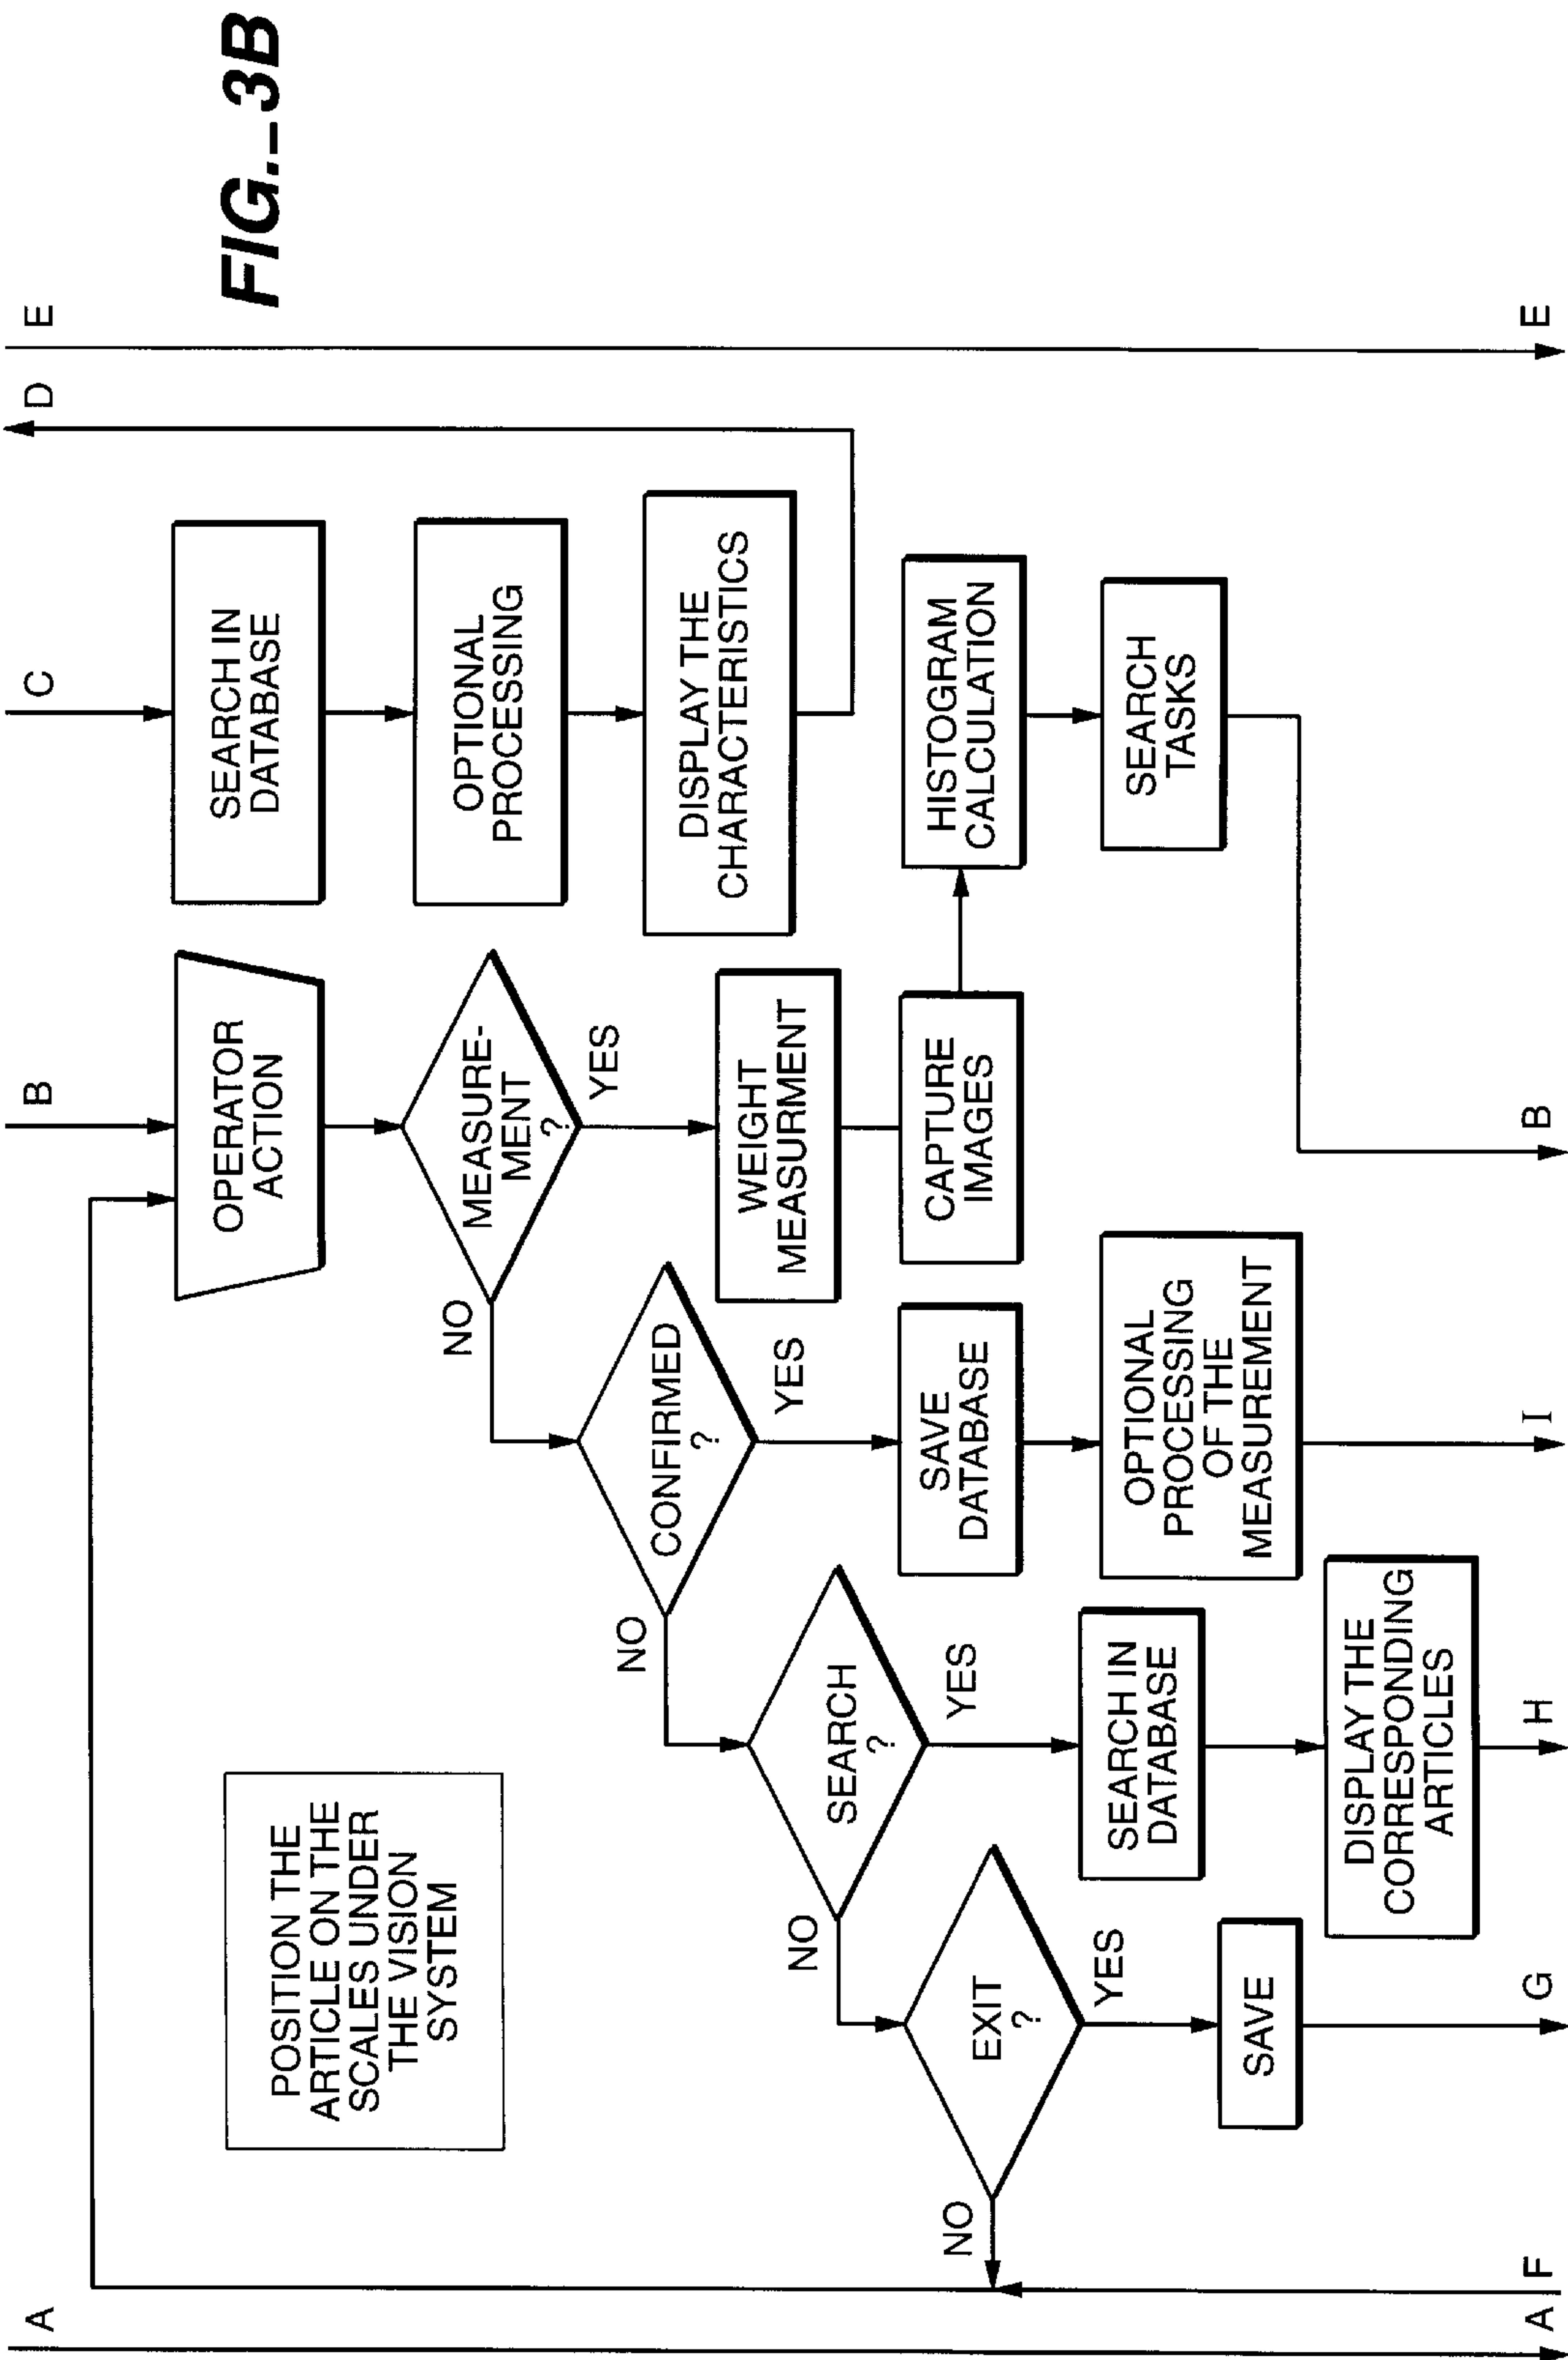 FIG._3B
A
B
C
D
E
POSITION THE
ARTICLE ON THE
SCALES UNDER
THE VISION
SYSTEM
OPERATOR
ACTION
SEARCH IN
DATABASE
MEASURE-
MENT
?
NO
YES
OPTIONAL
PROCESSING
CONFIRMED
?
NO
YES
WEIGHT
MEASURMENT
DISPLAY THE
CHARACTERISTICS
SEARCH
?
NO
YES
SAVE
DATABASE
CAPTURE
IMAGES
HISTOGRAM
CALCULATION
EXIT
?
NO
YES
SEARCH IN
DATABASE
OPTIONAL
PROCESSING
OF THE
MEASUREMENT
SEARCH
TASKS
SAVE
DISPLAY THE
CORRESPONDING
ARTICLES
A
F
G
H
I
B
E